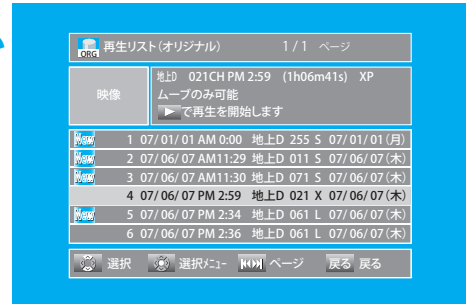 ORG 再生リスト(オリジナル) 1/1 ページ
映像
地上D 021CH PM 2:59 (1h06m41s) XP
ムーブのみ可能
▶で再生を開始します
New 1 07/01/01 AM 0:00 地上D 255 S 07/01/01(月)
New 2 07/06/07 AM11:29 地上D 011 S 07/06/07(木)
New 3 07/06/07 AM11:30 地上D 071 S 07/06/07(木)
4 07/06/07 PM 2:59 地上D 021 X 07/06/07(木)
New 5 07/06/07 PM 2:34 地上D 061 L 07/06/07(木)
6 07/06/07 PM 2:36 地上D 061 L 07/06/07(木)
選択 選択メニュー ページ 戻る 戻る